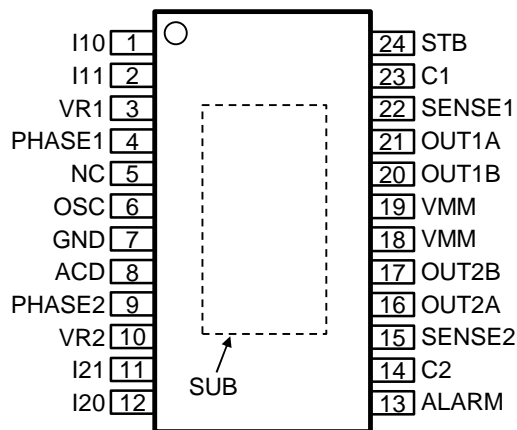 I10 1 24 STB
I11 2 23 C1
VR1 3 22 SENSE1
PHASE1 4 21 OUT1A
NC 5 20 OUT1B
OSC 6 19 VMM
GND 7 18 VMM
ACD 8 17 OUT2B
PHASE2 9 16 OUT2A
VR2 10 15 SENSE2
I21 11 14 C2
I20 12 13 ALARM
SUB